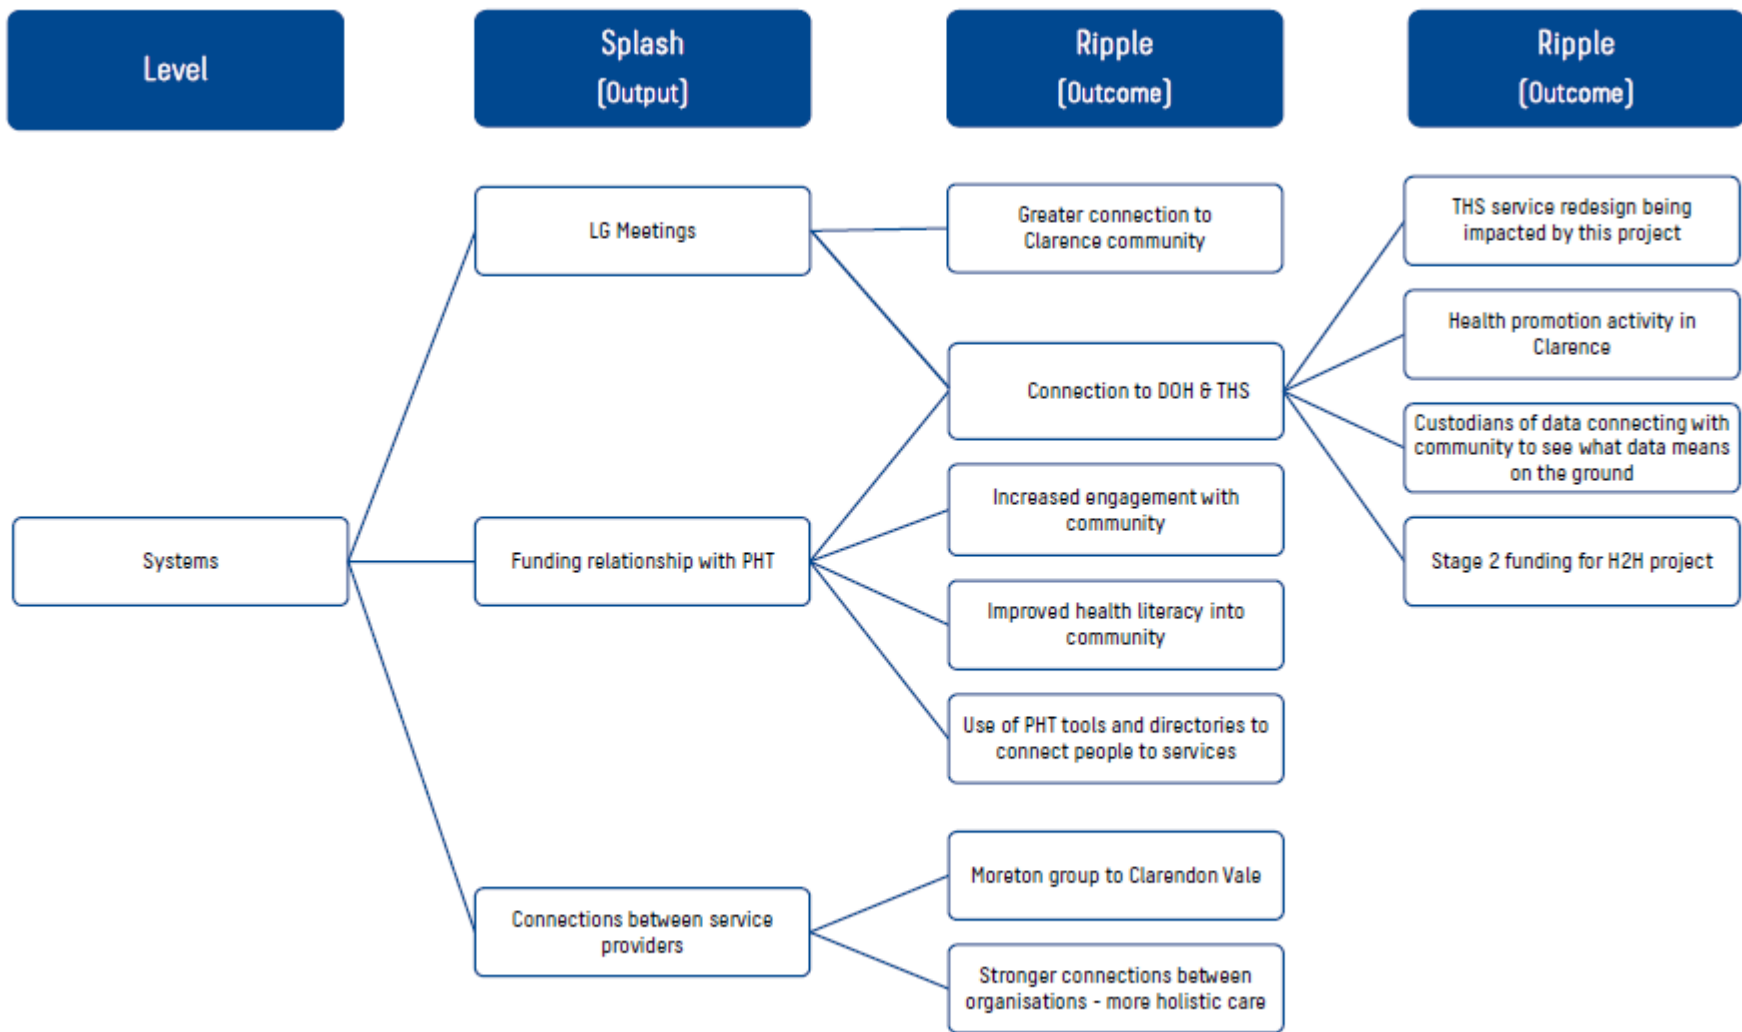 Level
Splash
(Output)
Ripple
(Outcome)
Ripple
(Outcome)
Systems
LG Meetings
Funding relationship with PHT
Connections between service
providers
Greater connection to
Clarence community
Connection to DOH & THS
Increased engagement with
community
Improved health literacy into
community
Use of PHT tools and directories to
connect people to services
Moreton group to Clarendon Vale
Stronger connections between
organisations - more holistic care
THS service redesign being
impacted by this project
Health promotion activity in
Clarence
Custodians of data connecting with
community to see what data means
on the ground
Stage 2 funding for H2H project